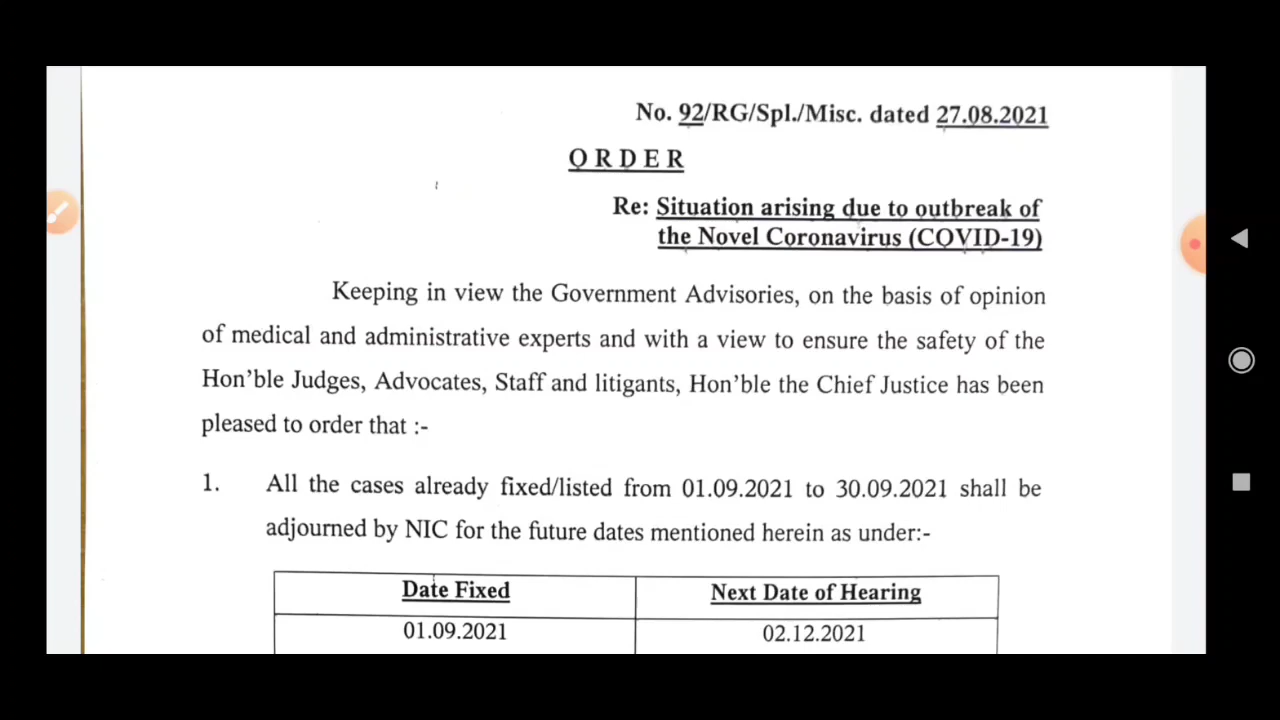 No. 92/RG/Spl./Misc. dated 27.08.2021
O R D E R
Re: Situation arising due to outbreak of
the Novel Coronavirus (COVID-19)
Keeping in view the Government Advisories, on the basis of opinion
of medical and administrative experts and with a view to ensure the safety of the
Hon'ble Judges, Advocates, Staff and litigants, Hon'ble the Chief Justice has been
pleased to order that :-
1. All the cases already fixed/listed from 01.09.2021 to 30.09.2021 shall be
adjourned by NIC for the future dates mentioned herein as under:-
Date Fixed Next Date of Hearing
01.09.2021 02.12.2021